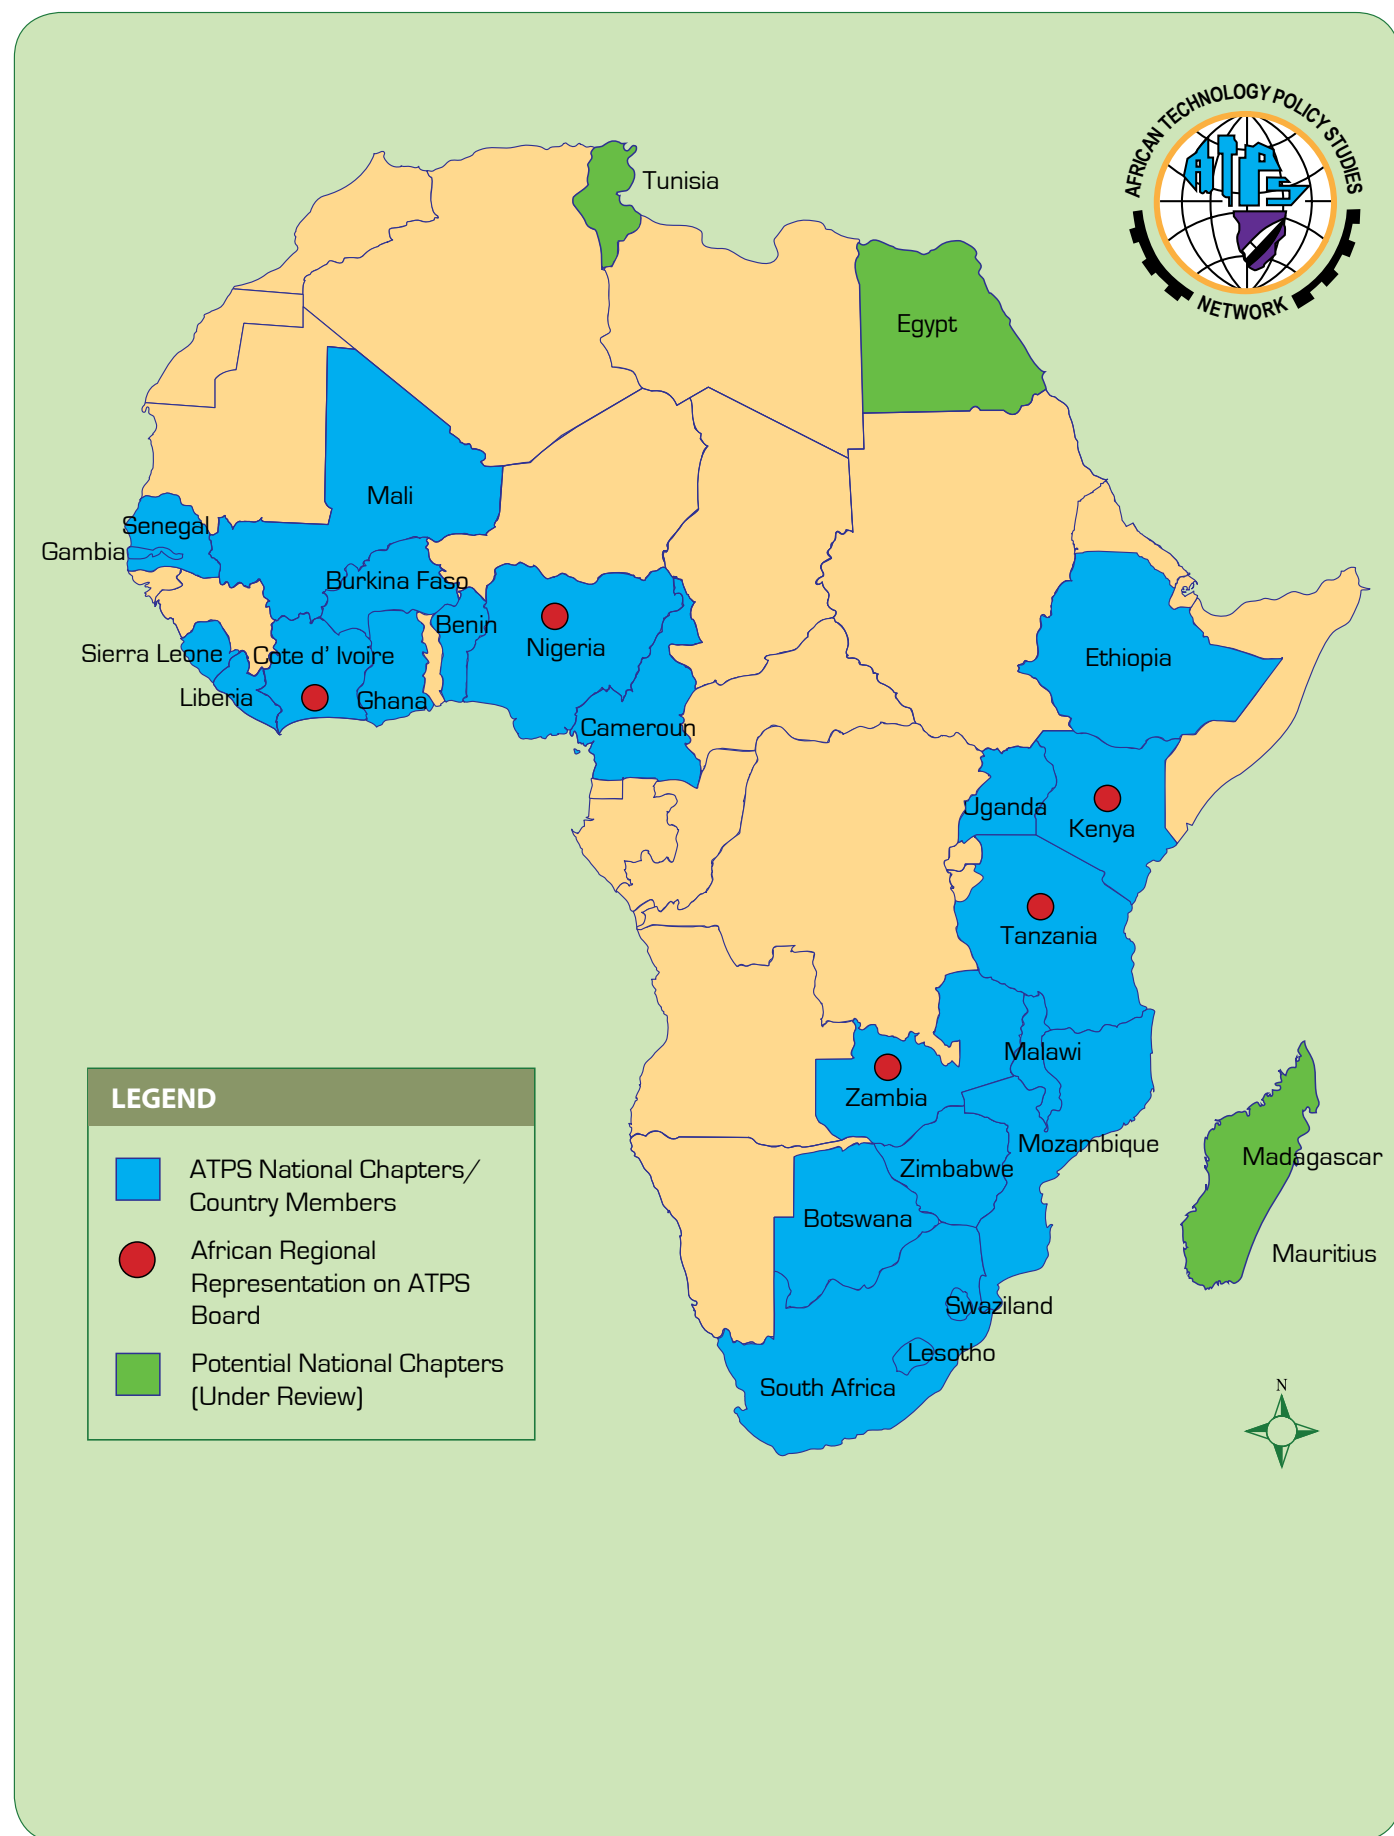 AFRICAN TECHNOLOGY POLICY STUDIES
ATPS
NETWORK
Tunisia
Egypt
Mali
Senegal
Gambia
Burkina Faso
Benin
Nigeria
Sierra Leone
Cote d' Ivoire
Ethiopia
Liberia
Ghana
Cameroun
Uganda
Kenya
Tanzania
Malawi
Zambia
Mozambique
Zimbabwe
Madagascar
Botswana
Mauritius
Swaziland
Lesotho
South Africa
LEGEND
ATPS National Chapters/
Country Members
African Regional
Representation on ATPS
Board
Potential National Chapters
(Under Review)
N